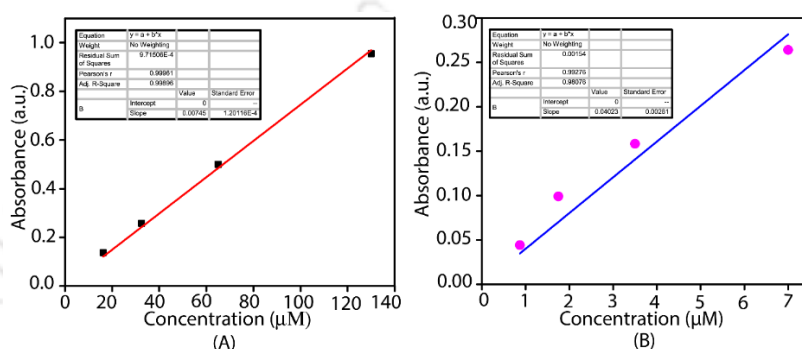 Equation y = a + b*x
Weight No Weighting
Residual Sum of Squares 9.71506E-4
Pearson's r 0.99961
Adj. R-Square 0.99896
Value Standard Error
B Intercept 0 --
Slope 0.00745 1.20116E-4
Absorbance (a.u.)
1.0
0.8
0.6
0.4
0.2
0.0
0 20 40 60 80 100 120 140
Concentration (μM)
(A)
Equation y = a + b*x
Weight No Weighting
Residual Sum of Squares 0.00154
Pearson's r 0.99276
Adj. R-Square 0.98076
Value Standard Error
B Intercept 0 --
Slope 0.04023 0.00281
Absorbance (a.u.)
0.30
0.25
0.20
0.15
0.10
0.05
0.00
0 1 2 3 4 5 6 7
Concentration (μM)
(B)